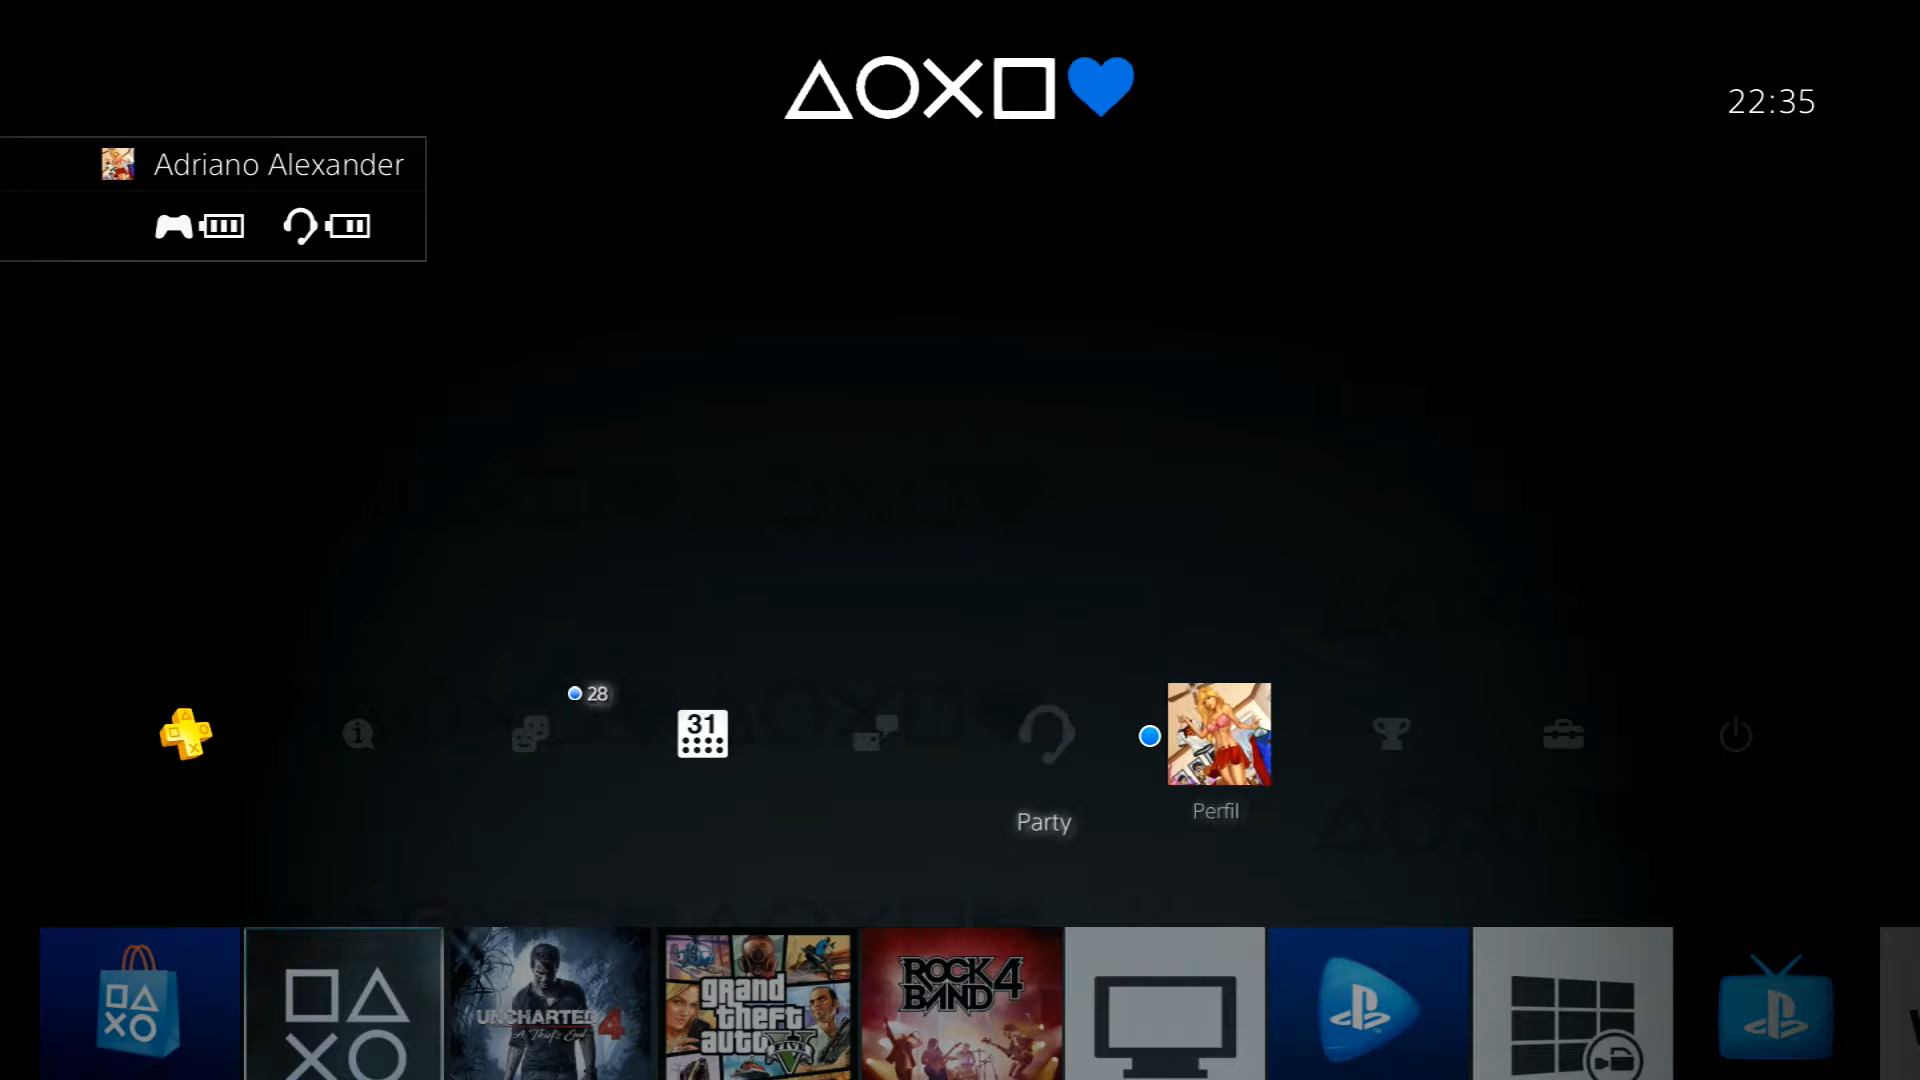 22:35
Adriano Alexander
28
31
Party
Perfil
UNCHARTED 4
A Thief's End
grand
theft
auto
FIVE
ROCK
BAND 4